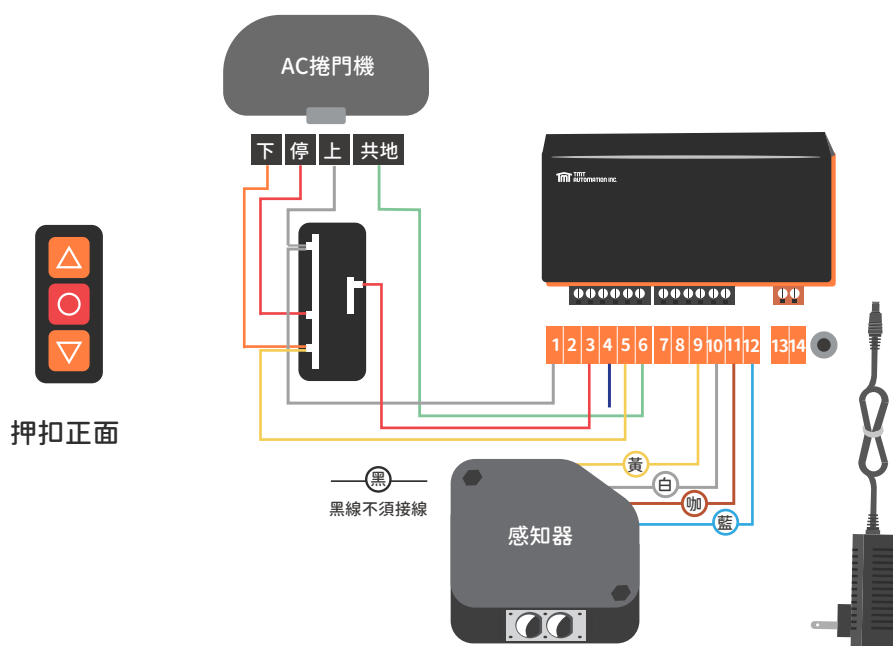 AC捲門機
下 停 上 共地
TMT
AUTOMATION INC.
1 2 3 4 5 6 7 8 9 10 11 12 13 14
押扣正面
黃
白
黑
咖
黑線不須接線
藍
感知器